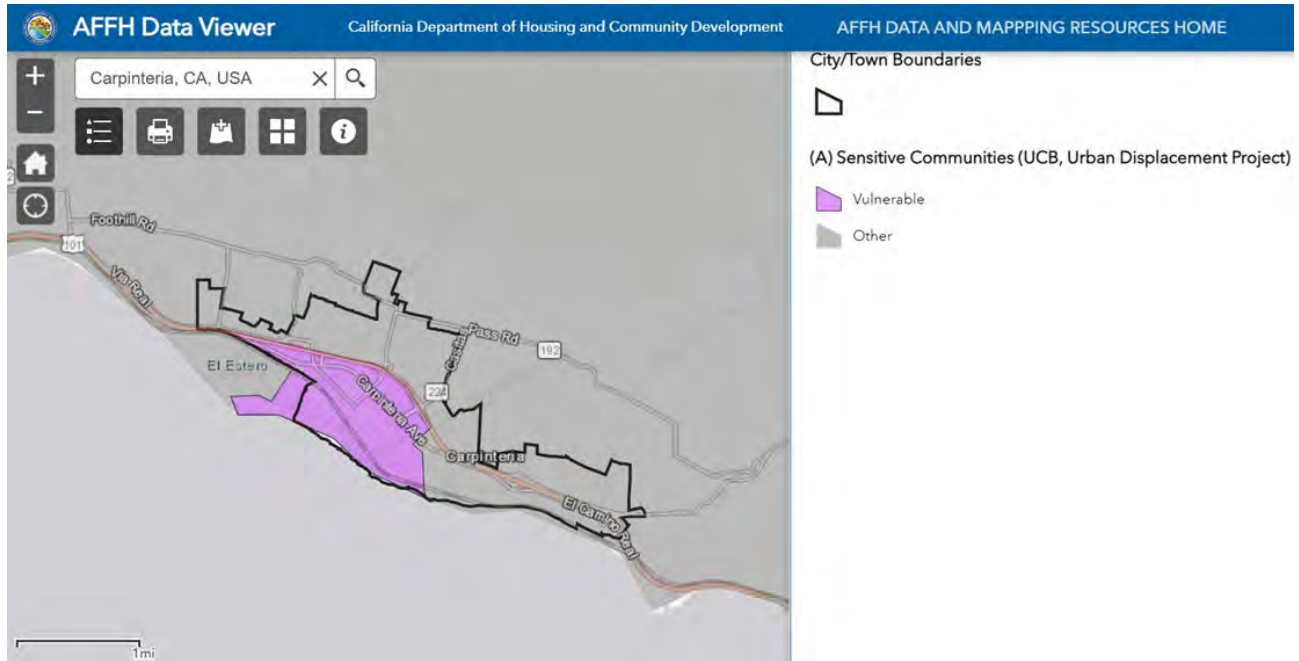 AFFH Data Viewer
California Department of Housing and Community Development
AFFH DATA AND MAPPPING RESOURCES HOME
+
Carpinteria, CA, USA
−
City/Town Boundaries
(A) Sensitive Communities (UCB, Urban Displacement Project)
Vulnerable
Other
Foothill Rd
101
Via Real
Pass Rd
Casitas
192
El Estero
224
Carpinteria Ave
Carpinteria
El Camino Real
1mi